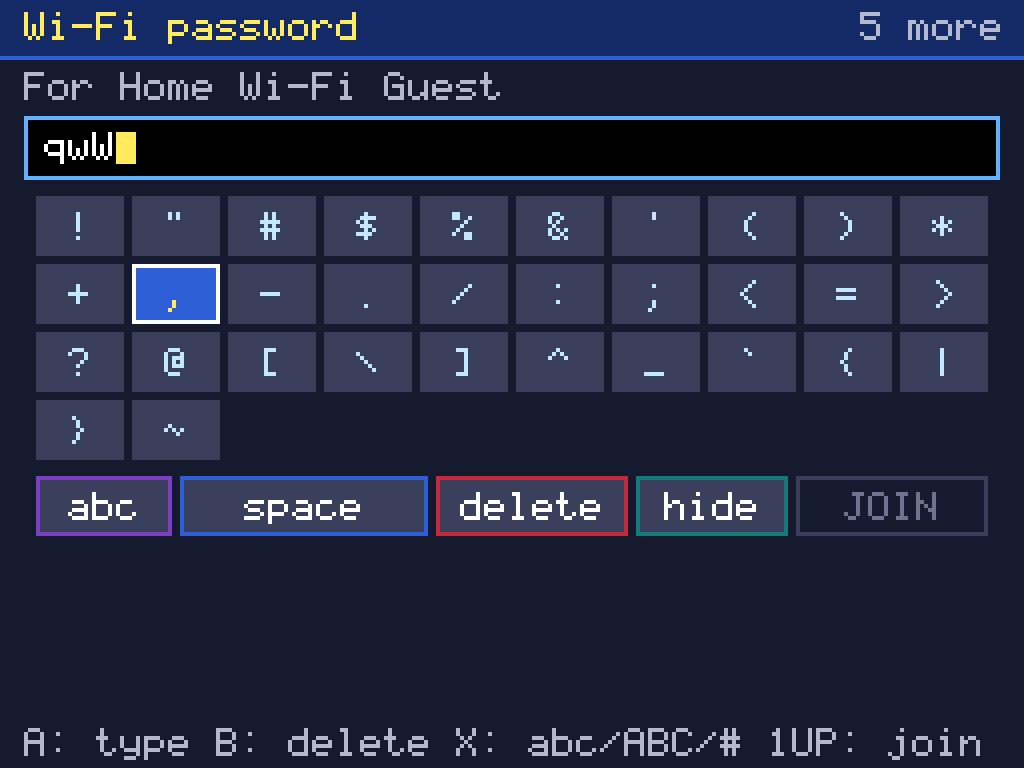 Wi-Fi password 5 more
For Home Wi-Fi Guest
qwW
! " # $ % & ' ( ) *
+ , - . / : ; < = >
? @ [ \ ] ^ _ ` { |
} ~
abc space delete hide JOIN
A: type B: delete X: abc/ABC/# 1UP: join